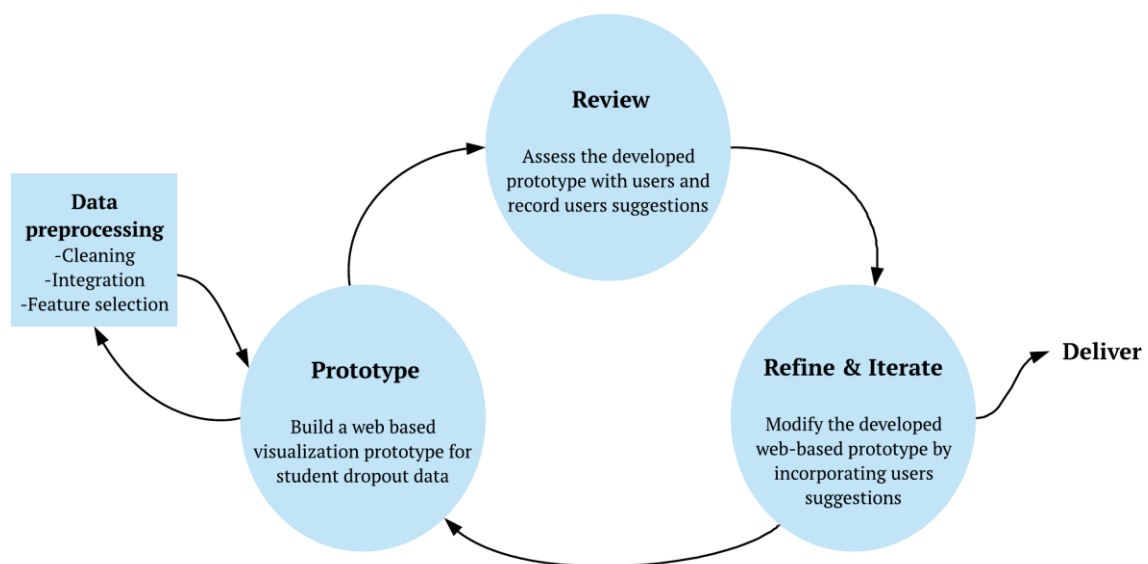 Review
Assess the developed
prototype with users and
record users suggestions
Data
preprocessing
-Cleaning
-Integration
-Feature selection
Prototype
Build a web based
visualization prototype for
student dropout data
Refine & Iterate
Modify the developed
web-based prototype by
incorporating users
suggestions
Deliver